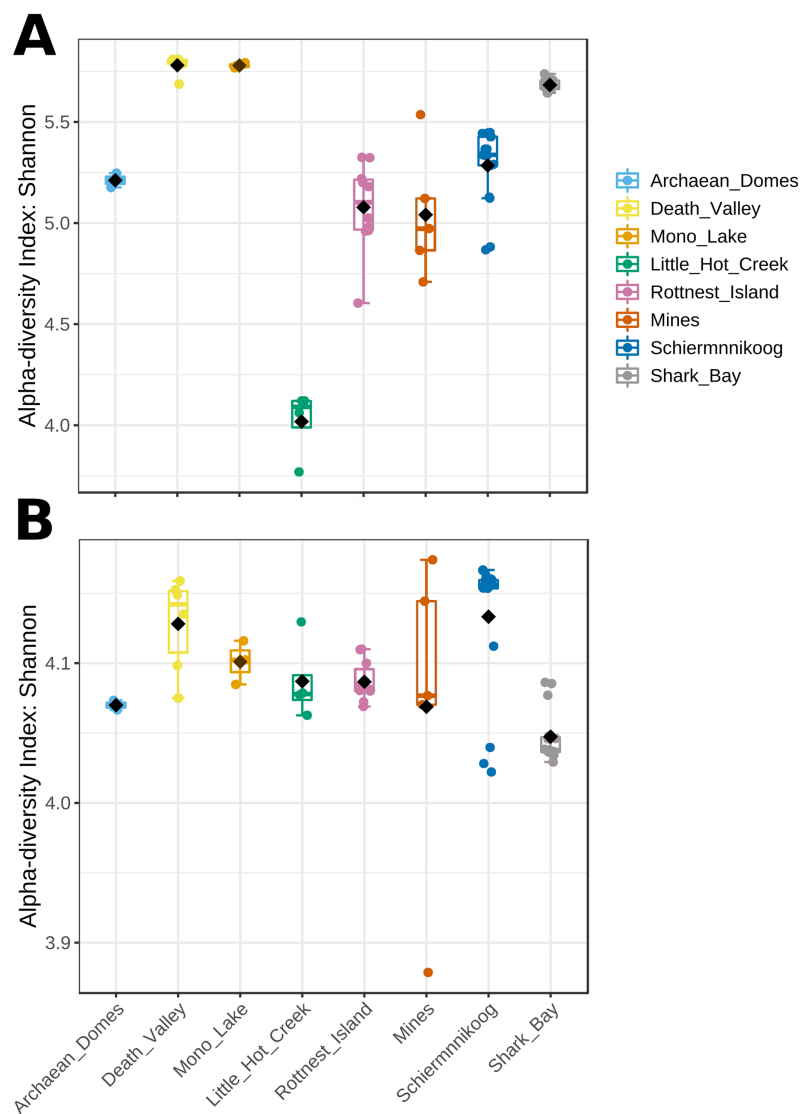 A
Alpha-diversity Index: Shannon
5.5
5.0
4.5
4.0
Archaean_Domes
Death_Valley
Mono_Lake
Little_Hot_Creek
Rottnest_Island
Mines
Schiermnnikoog
Shark_Bay
B
Alpha-diversity Index: Shannon
4.1
4.0
3.9
Archaean_Domes
Death_Valley
Mono_Lake
Little_Hot_Creek
Rottnest_Island
Mines
Schiermnnikoog
Shark_Bay